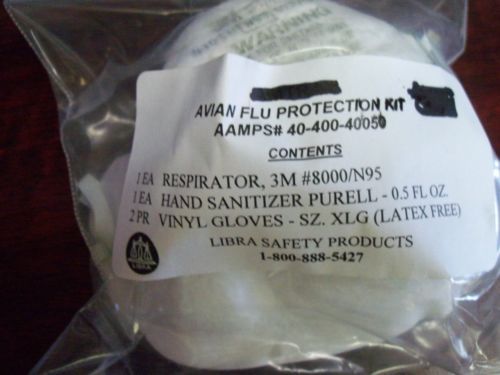 WARNING
AVIAN FLU PROTECTION KIT
AAMPS# 40-400-40050
CONTENTS
1 EA RESPIRATOR, 3M #8000/N95
1 EA HAND SANITIZER PURELL - 0.5 FL OZ.
2 PR VINYL GLOVES - SZ. XLG (LATEX FREE)
LIBRA SAFETY PRODUCTS
1-800-888-5427
LIBRA